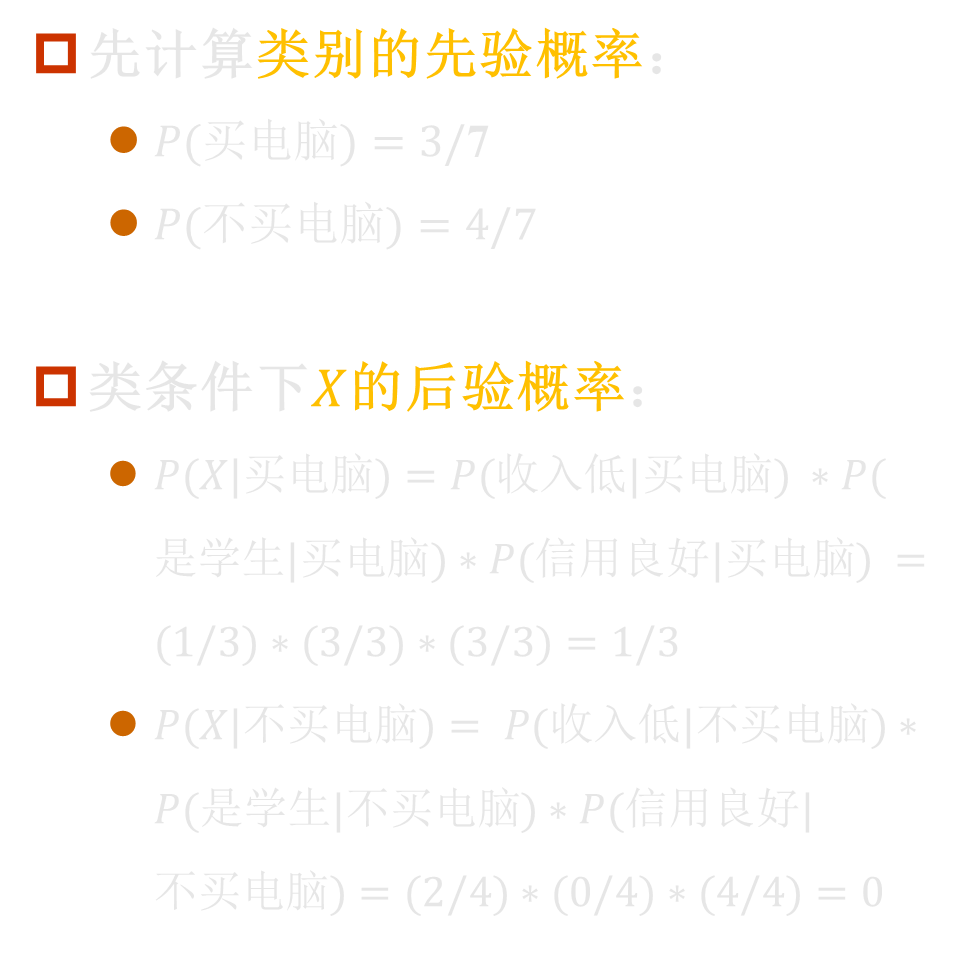 先计算类别的先验概率：
P(买电脑) = 3/7
P(不买电脑) = 4/7
类条件下X的后验概率：
P(X|买电脑) = P(收入低|买电脑) ∗ P(
是学生|买电脑) ∗ P(信用良好|买电脑) =
(1/3) ∗ (3/3) ∗ (3/3) = 1/3
P(X|不买电脑) = P(收入低|不买电脑) ∗
P(是学生|不买电脑) ∗ P(信用良好|
不买电脑) = (2/4) ∗ (0/4) ∗ (4/4) = 0